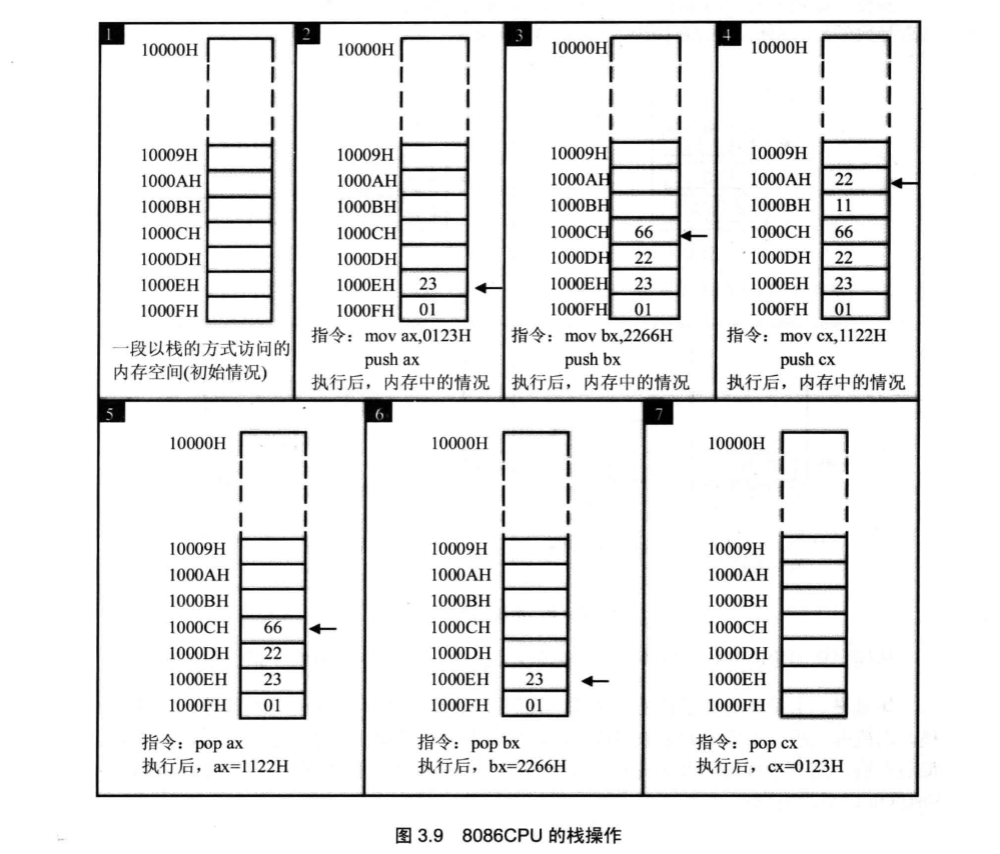 1
10000H
10009H
1000AH
1000BH
1000CH
1000DH
1000EH
1000FH
一段以栈的方式访问的
内存空间(初始情况)
2
10000H
10009H
1000AH
1000BH
1000CH
1000DH
1000EH 23
1000FH 01
指令：mov ax,0123H
push ax
执行后，内存中的情况
3
10000H
10009H
1000AH
1000BH
1000CH 66
1000DH 22
1000EH 23
1000FH 01
指令：mov bx,2266H
push bx
执行后，内存中的情况
4
10000H
10009H
1000AH 22
1000BH 11
1000CH 66
1000DH 22
1000EH 23
1000FH 01
指令：mov cx,1122H
push cx
执行后，内存中的情况
5
10000H
10009H
1000AH
1000BH
1000CH 66
1000DH 22
1000EH 23
1000FH 01
指令：pop ax
执行后，ax=1122H
6
10000H
10009H
1000AH
1000BH
1000CH
1000DH
1000EH 23
1000FH 01
指令：pop bx
执行后，bx=2266H
7
10000H
10009H
1000AH
1000BH
1000CH
1000DH
1000EH
1000FH
指令：pop cx
执行后，cx=0123H
图 3.9 8086CPU 的栈操作